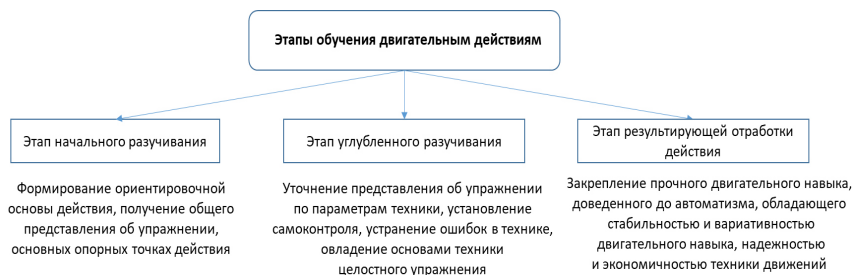 Этапы обучения двигательным действиям
Этап начального разучивания
Формирование ориентировочной
основы действия, получение общего
представления об упражнении,
основных опорных точках действия
Этап углубленного разучивания
Уточнение представления об упражнении
по параметрам техники, установление
самоконтроля, устранение ошибок в технике,
овладение основами техники
целостного упражнения
Этап результирующей отработки
действия
Закрепление прочного двигательного навыка,
доведенного до автоматизма, обладающего
стабильностью и вариативностью
двигательного навыка, надежностью
и экономичностью техники движений